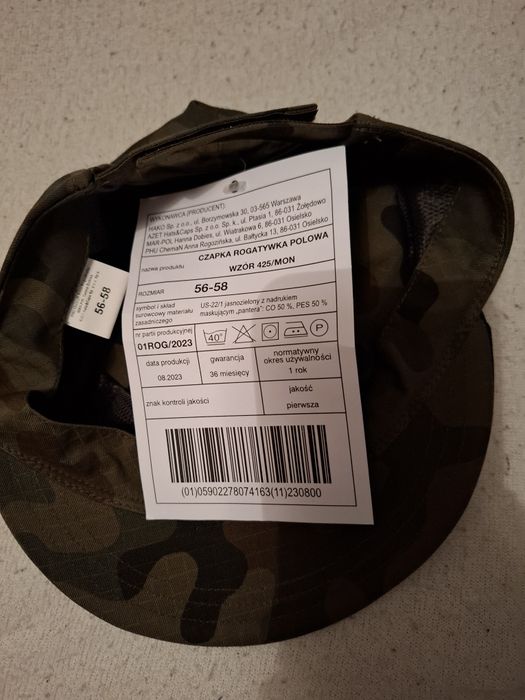 WYKONAWCA (PRODUCENT):
HAKO Sp. z o.o., ul. Borzymowska 30, 03-565 Warszawa
AZET Hats&Caps Sp. z o.o. Sp. k., ul. Ptasia 1, 86-031 Żołędowo
MAR-POL Hanna Dobies, ul. Wiatrakowa 6, 86-031 Osielsko
PHU ChemaN Anna Rogozińska, ul. Bałtycka 13, 86-031 Osielsko
nazwa produktu
CZAPKA ROGATYWKA POLOWA
WZÓR 425/MON
ROZMIAR
56-58
symbol i skład surowcowy materiału zasadniczego
US-22/1 jasnozielony z nadrukiem
maskującym „pantera": CO 50 %, PES 50 %
nr partii produkcyjnej
01ROG/2023
40°
P
data produkcji
08.2023
gwarancja
36 miesięcy
normatywny
okres używalności
1 rok
znak kontroli jakości
jakość
pierwsza
(01)05902278074163(11)230800
56-58